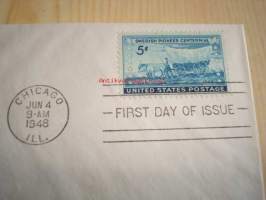 SWEDISH PIONEER CENTENNIAL
5¢
UNITED STATES POSTAGE
CHICAGO
JUN 4
9-AM
1948
ILL.
FIRST DAY OF ISSUE